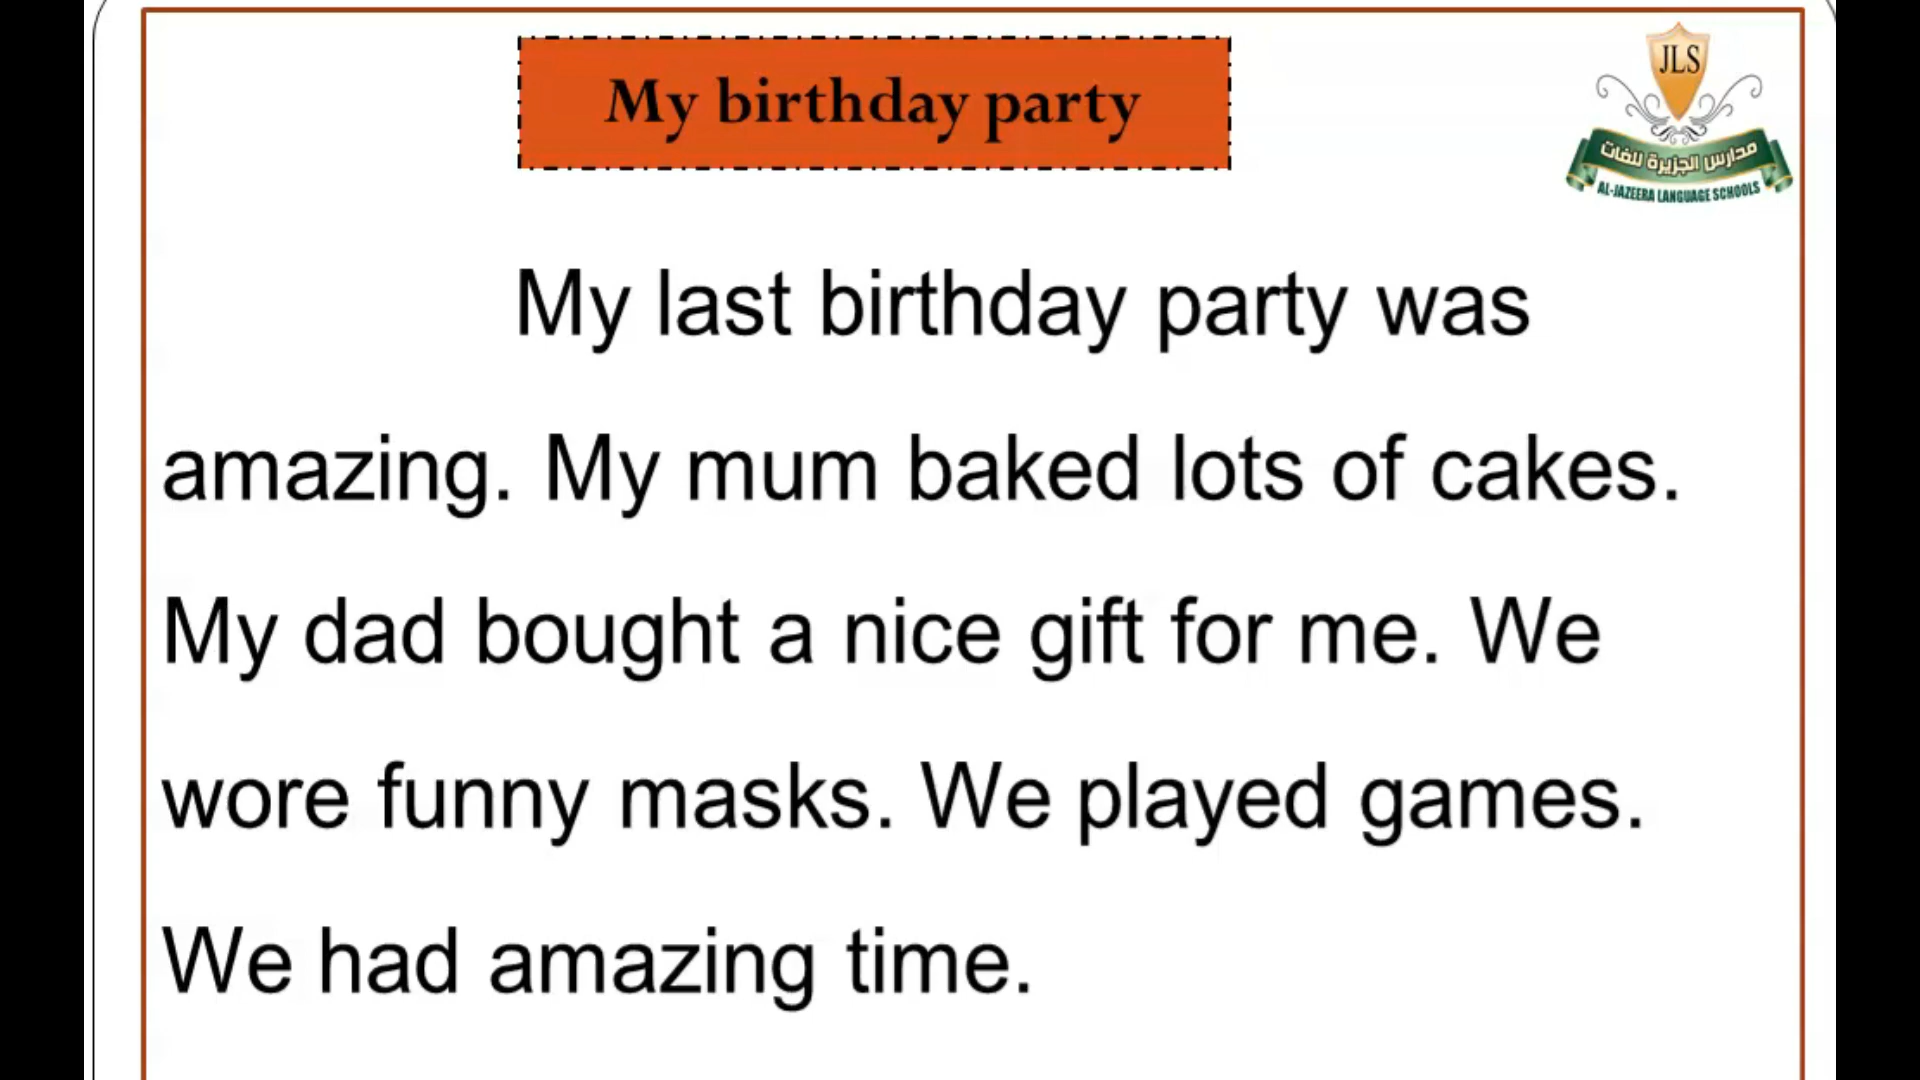 My birthday party
JLS
مدارس الجزيرة للغات
AL-JAZEERA LANGUAGE SCHOOLS
My last birthday party was
amazing. My mum baked lots of cakes.
My dad bought a nice gift for me. We
wore funny masks. We played games.
We had amazing time.